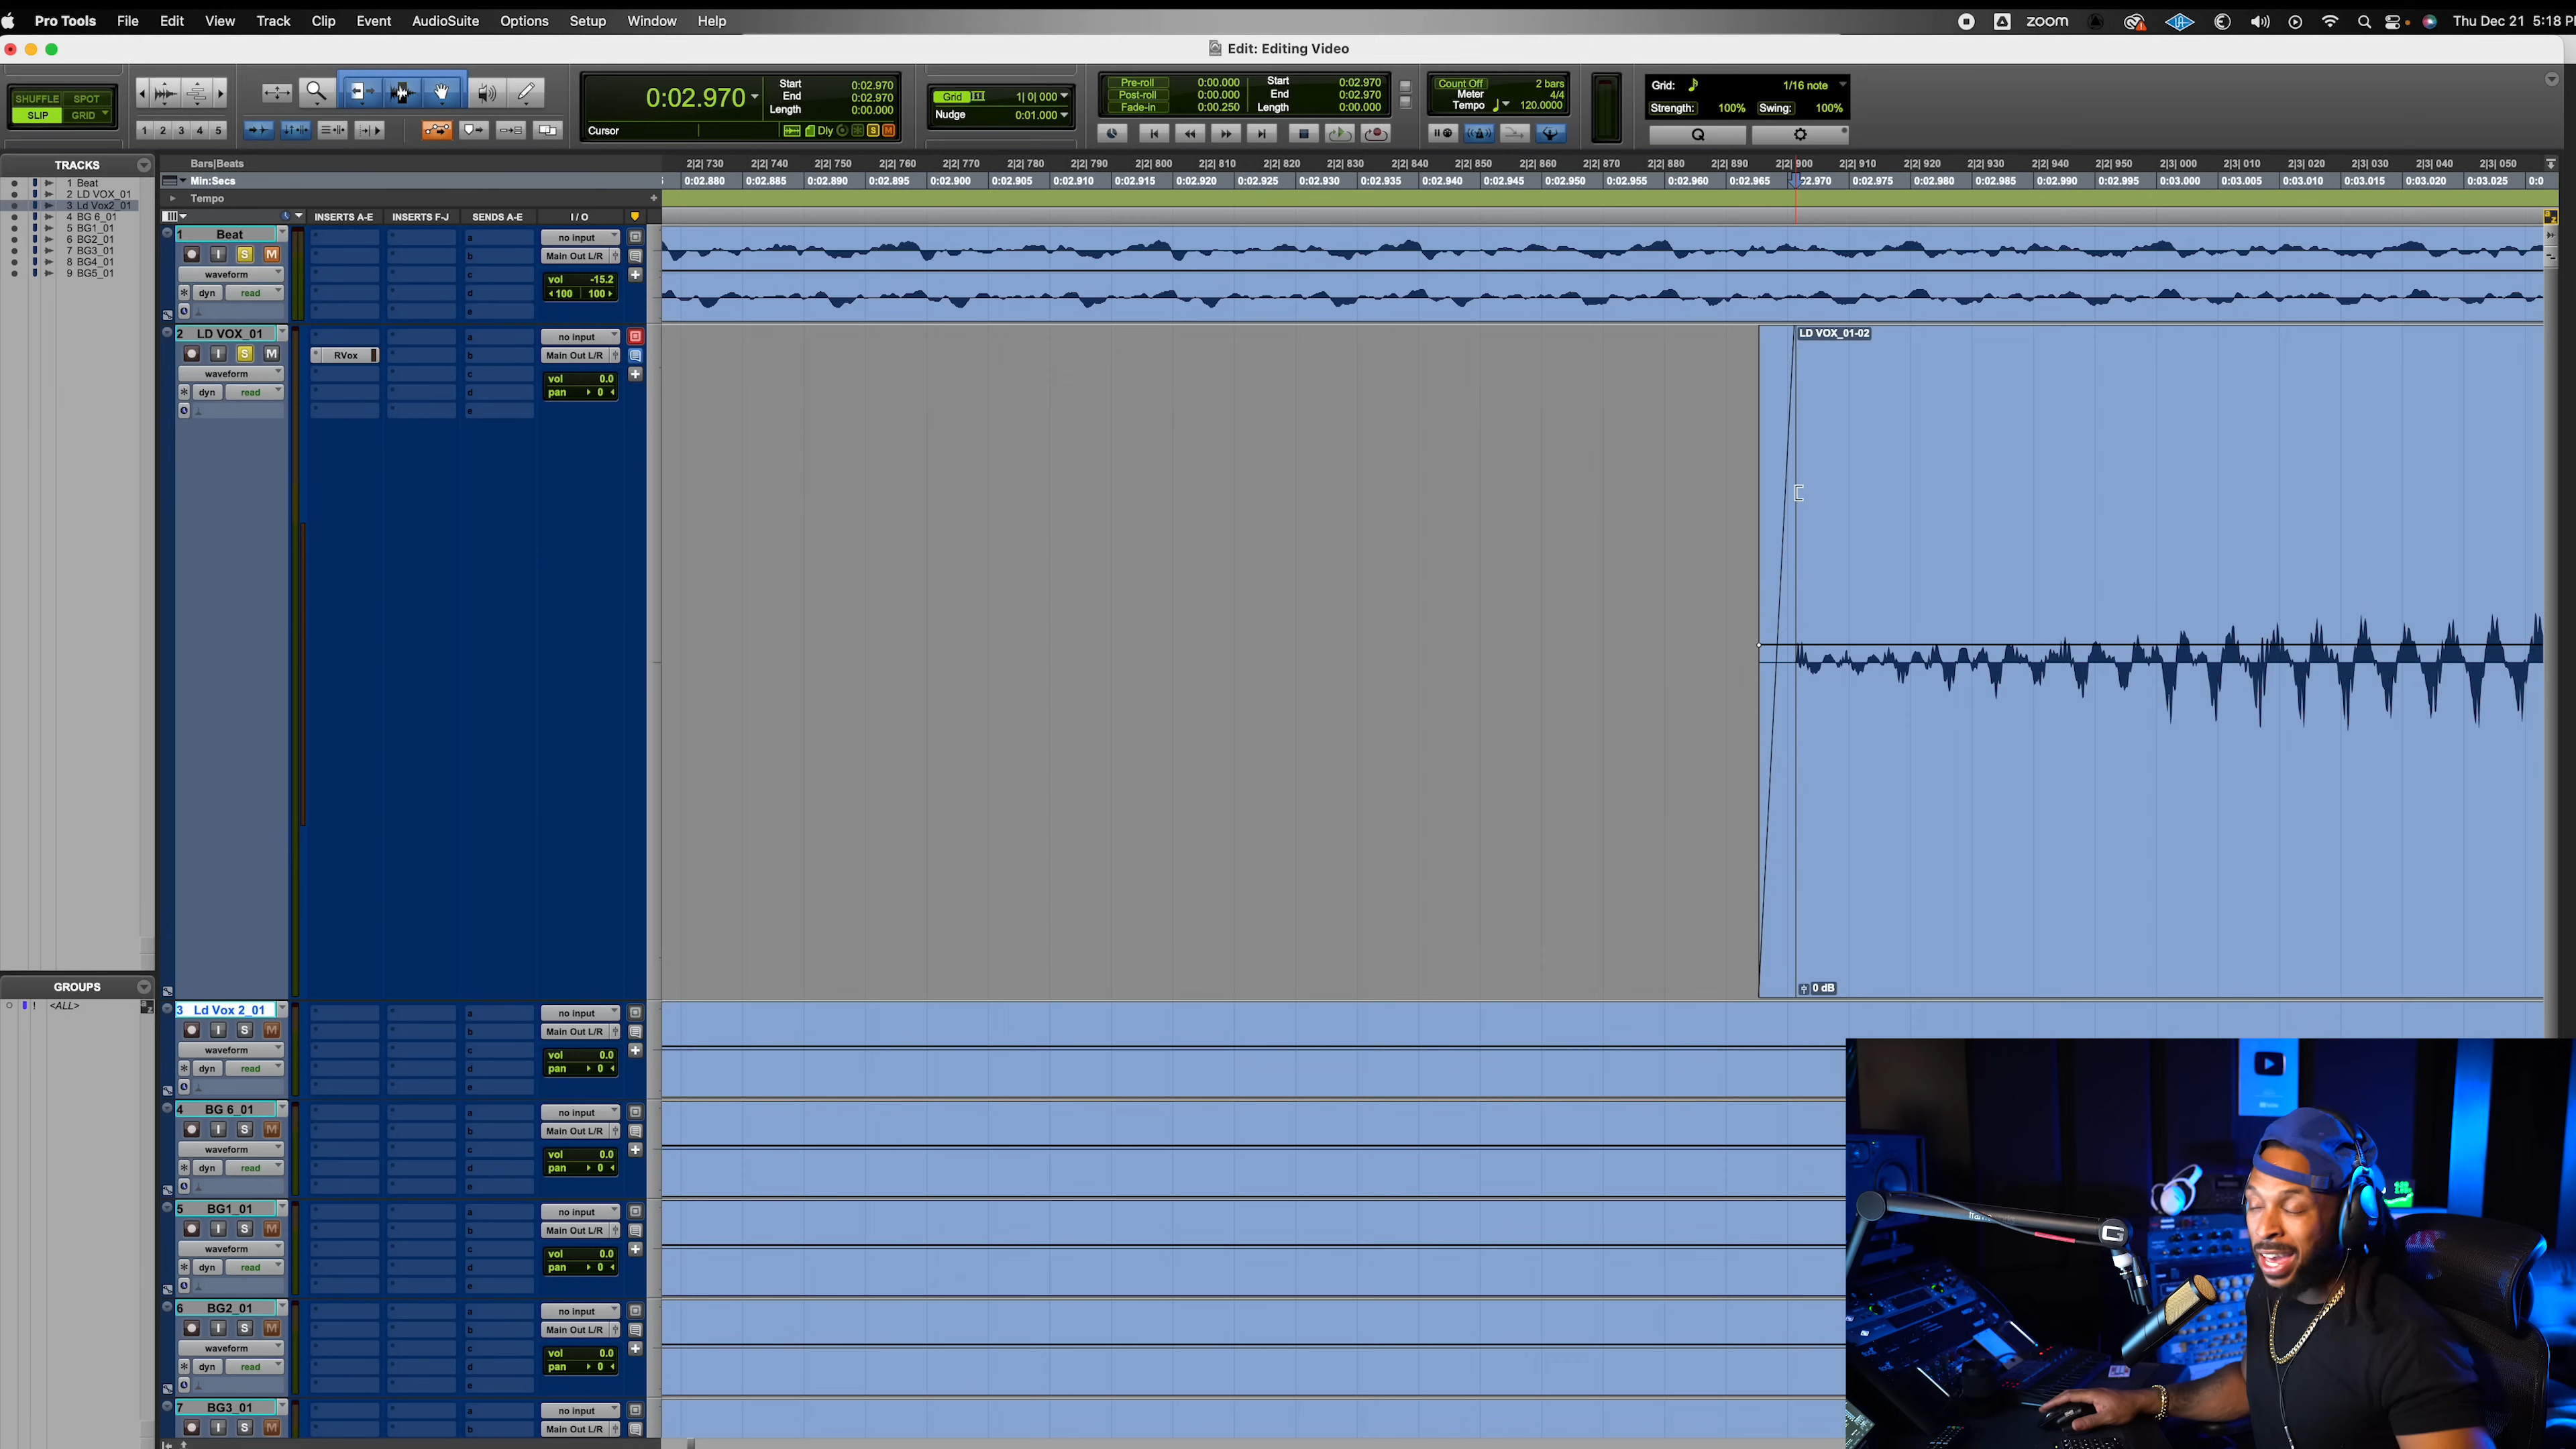 Pro Tools File Edit View Track Clip Event AudioSuite Options Setup Window Help zoom Thu Dec 21 5:18 P
Edit: Editing Video
SHUFFLE SPOT
SLIP GRID
1 2 3 4 5
0:02.970
Start 0:02.970
End 0:02.970
Length 0:00.000
Cursor Dly S M
Grid 1| 0| 000
Nudge 0:01.000
Pre-roll 0:00.000 Start 0:02.970
Post-roll 0:00.000 End 0:02.970
Fade-in 0:00.250 Length 0:00.000
Count Off 2 bars
Meter 4/4
Tempo 120.0000
Grid: 1/16 note
Strength: 100% Swing: 100%
Q
TRACKS
1 Beat
2 LD VOX_01
3 Ld Vox2_01
4 BG 6_01
5 BG1_01
6 BG2_01
7 BG3_01
8 BG4_01
9 BG5_01
GROUPS
! <ALL>
Bars|Beats 2|2| 730 2|2| 740 2|2| 750 2|2| 760 2|2| 770 2|2| 780 2|2| 790 2|2| 800 2|2| 810 2|2| 820 2|2| 830 2|2| 840 2|2| 850 2|2| 860 2|2| 870 2|2| 880 2|2| 890 2|2| 900 2|2| 910 2|2| 920 2|2| 930 2|2| 940 2|2| 950 2|3| 000 2|3| 010 2|3| 020 2|3| 030 2|3| 040 2|3| 050
Min:Secs 0:02.880 0:02.885 0:02.890 0:02.895 0:02.900 0:02.905 0:02.910 0:02.915 0:02.920 0:02.925 0:02.930 0:02.935 0:02.940 0:02.945 0:02.950 0:02.955 0:02.960 0:02.965 02.970 0:02.975 0:02.980 0:02.985 0:02.990 0:02.995 0:03.000 0:03.005 0:03.010 0:03.015 0:03.020 0:03.025 0:0
Tempo
INSERTS A-E INSERTS F-J SENDS A-E I / O
1 Beat a no input
I S M b Main Out L/R
waveform c vol -15.2
dyn read d 100 100
e
2 LD VOX_01 a no input
I S M RVox b Main Out L/R
waveform c vol 0.0
dyn read d pan 0
e
LD VOX_01-02
0 dB
3 Ld Vox 2_01 a no input
I S M b Main Out L/R
waveform c vol 0.0
dyn read d pan 0
e
4 BG 6_01 a no input
I S M b Main Out L/R
waveform c vol 0.0
dyn read d pan 0
e
5 BG1_01 a no input
I S M b Main Out L/R
waveform c vol 0.0
dyn read d pan 0
e
6 BG2_01 a no input
I S M b Main Out L/R
waveform c vol 0.0
dyn read d pan 0
e
7 BG3_01 a no input
I S M b Main Out L/R
G